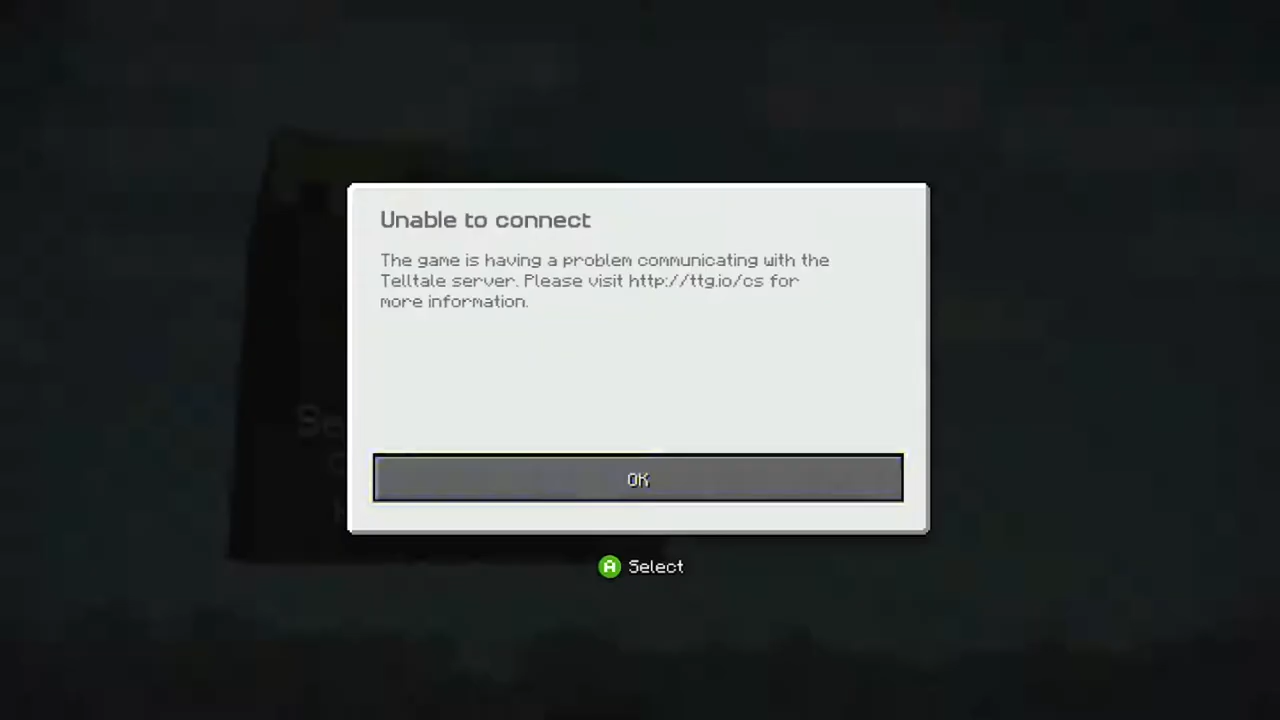 Unable to connect
The game is having a problem communicating with the
Telltale server. Please visit http://ttg.io/cs for
more information.
OK
A Select